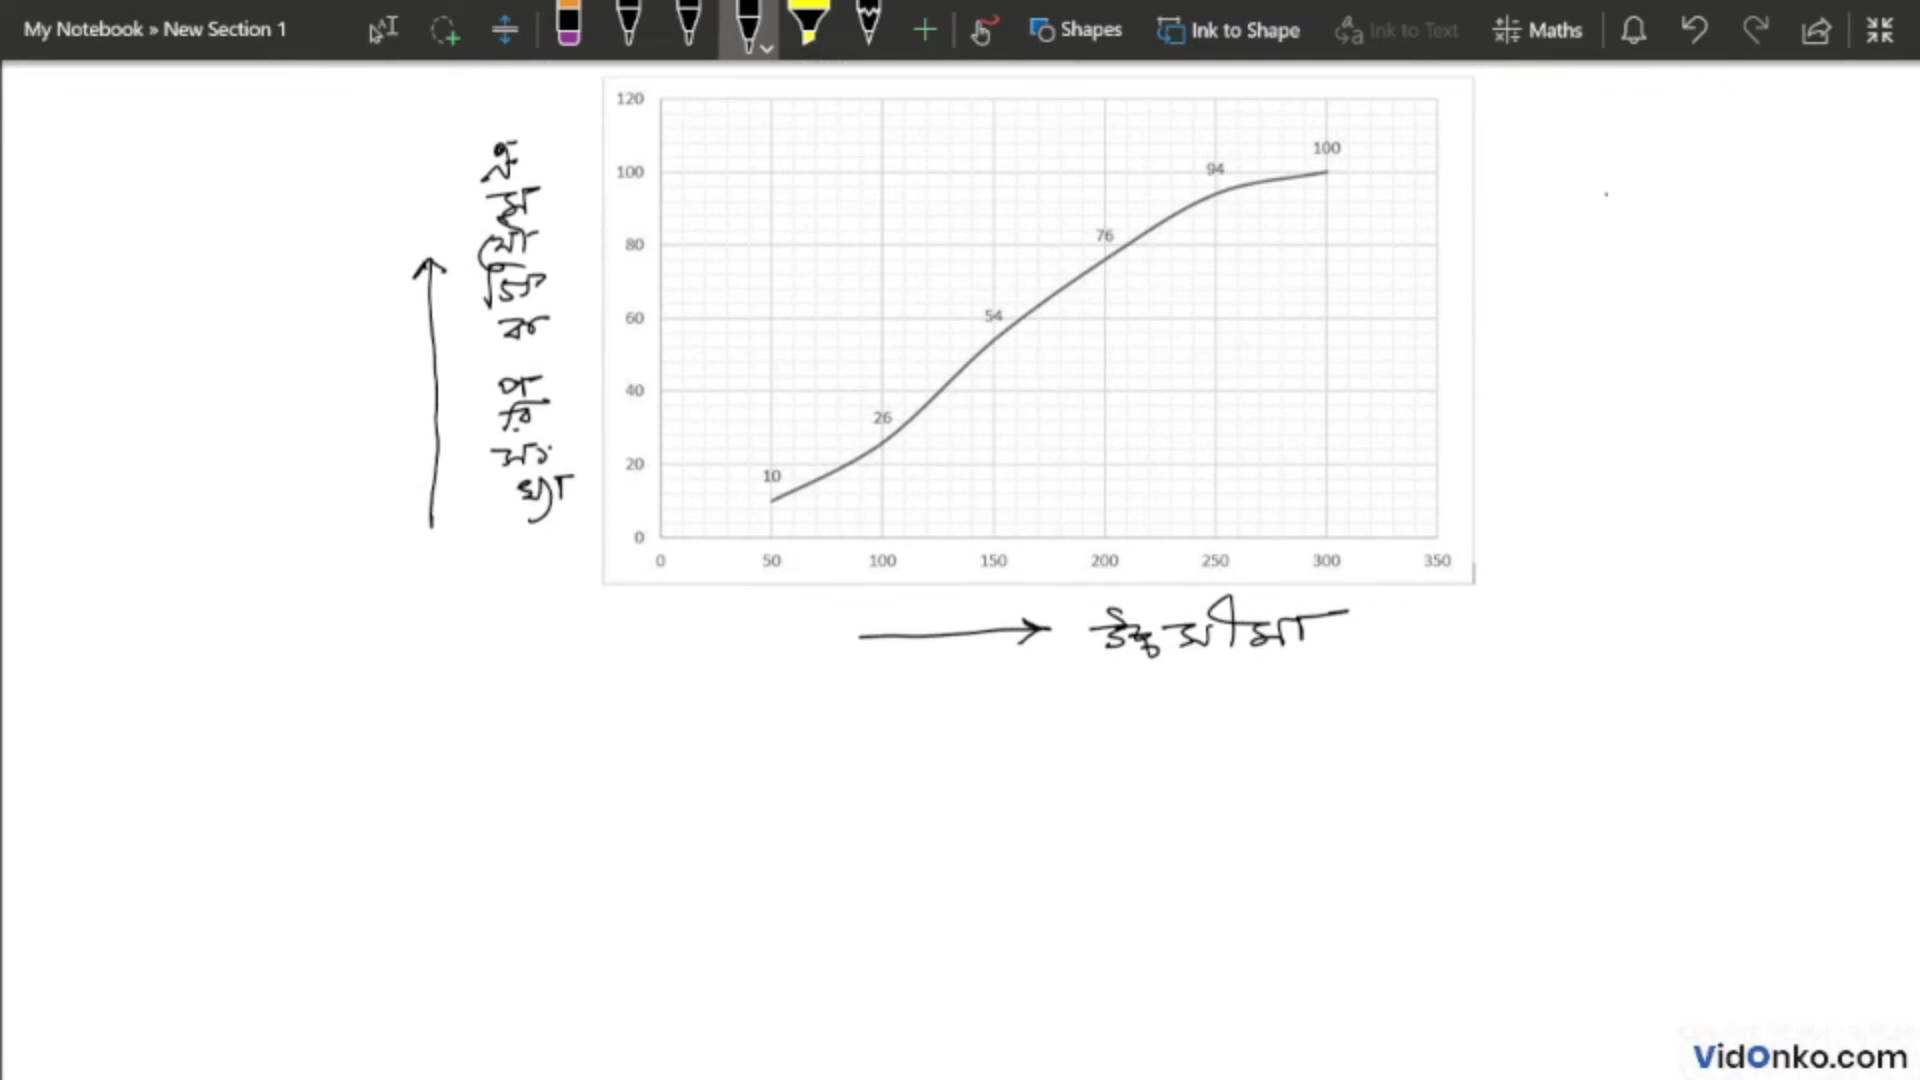 My Notebook » New Section 1
Shapes
Ink to Shape
Ink to Text
Maths
120
100
80
60
40
20
0
10
26
54
76
94
100
0 50 100 150 200 250 300 350
ঊর্ধ্বসীমা
VidOnko.com